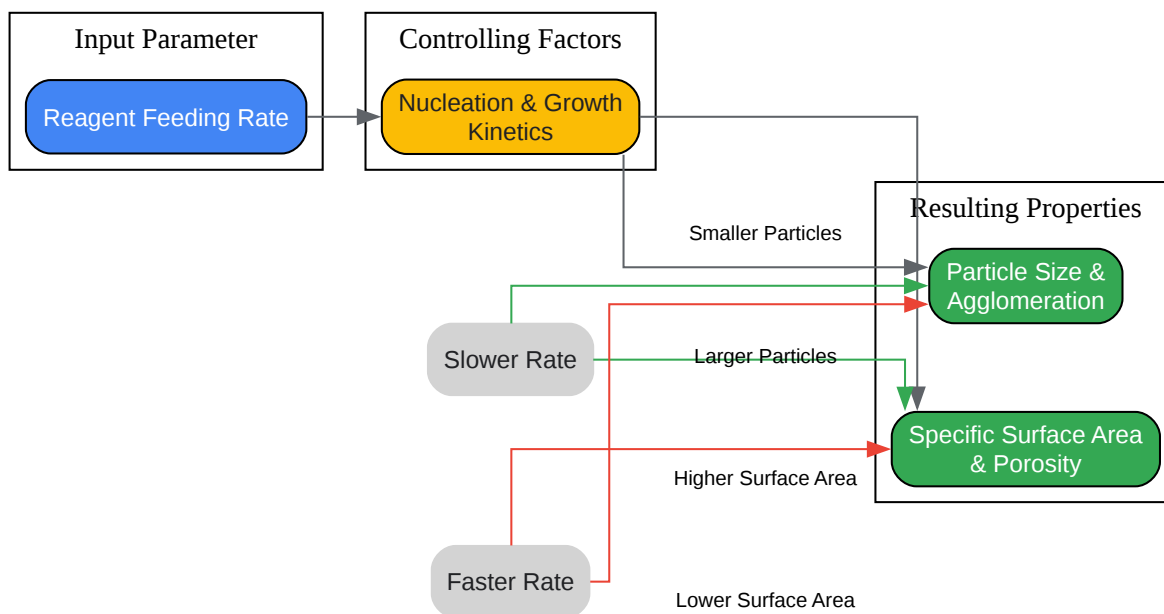 Input Parameter
Controlling Factors
Reagent Feeding Rate
Nucleation & Growth
Kinetics
Resulting Properties
Smaller Particles
Particle Size &
Agglomeration
Slower Rate
Larger Particles
Specific Surface Area
& Porosity
Higher Surface Area
Faster Rate
Lower Surface Area